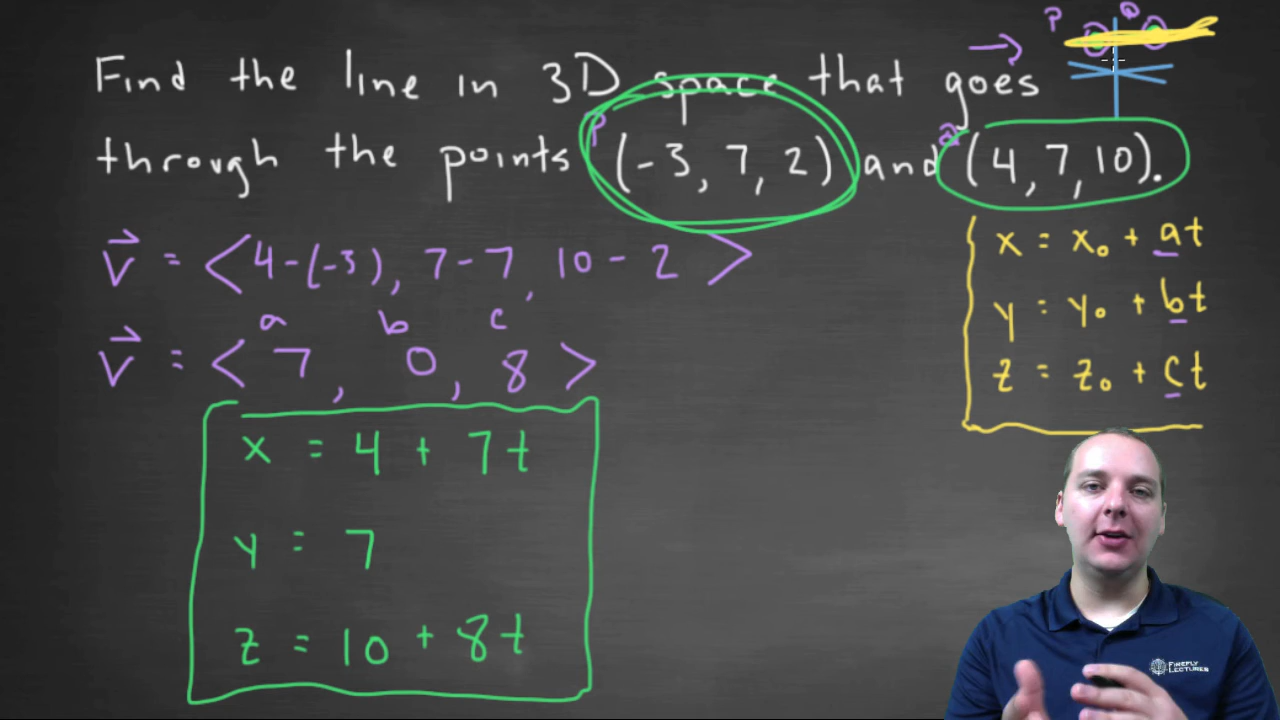 P Q
Find the line in 3D space that goes
through the points P (-3, 7, 2) and Q (4, 7, 10).
v⃗ = <4-(-3), 7-7, 10-2>
a b c
v⃗ = <7, 0, 8>
x = 4 + 7t
y = 7
z = 10 + 8t
x = x₀ + at
y = y₀ + bt
z = z₀ + ct
FIREFLY
LECTURES